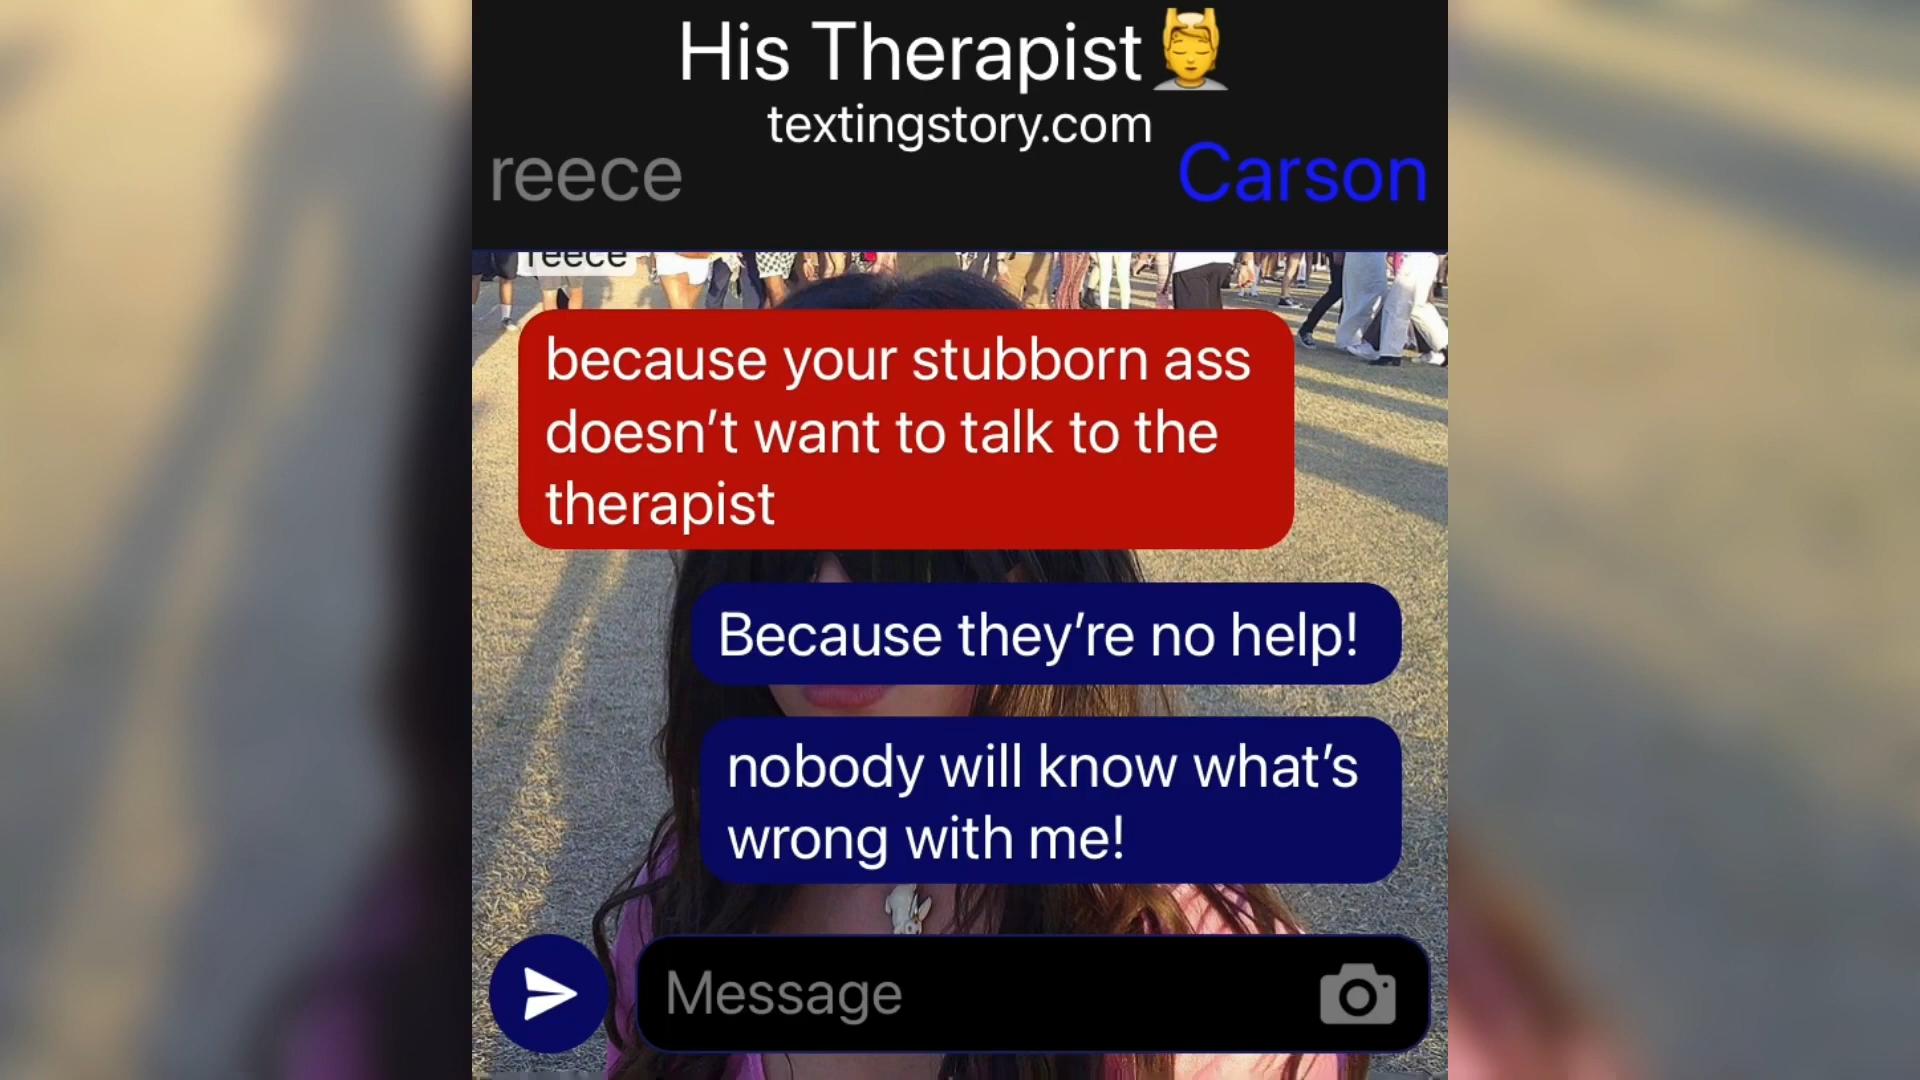 His Therapist
textingstory.com
reece
Carson
reece
because your stubborn ass
doesn’t want to talk to the
therapist
Because they’re no help!
nobody will know what’s
wrong with me!
Message